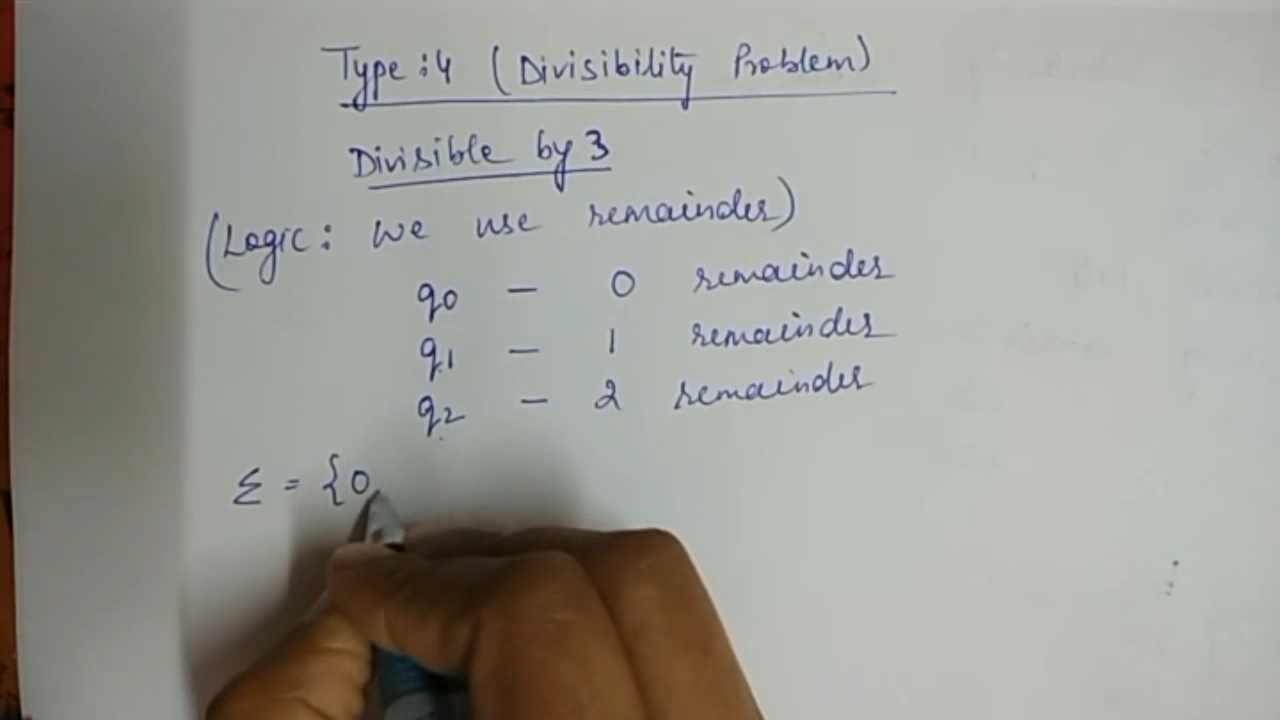 Type:4 (Divisibility Problem)
Divisible by 3
(Logic: we use remainder)
q0 - 0 remainder
q1 - 1 remainder
q2 - 2 remainder
Σ = {0,